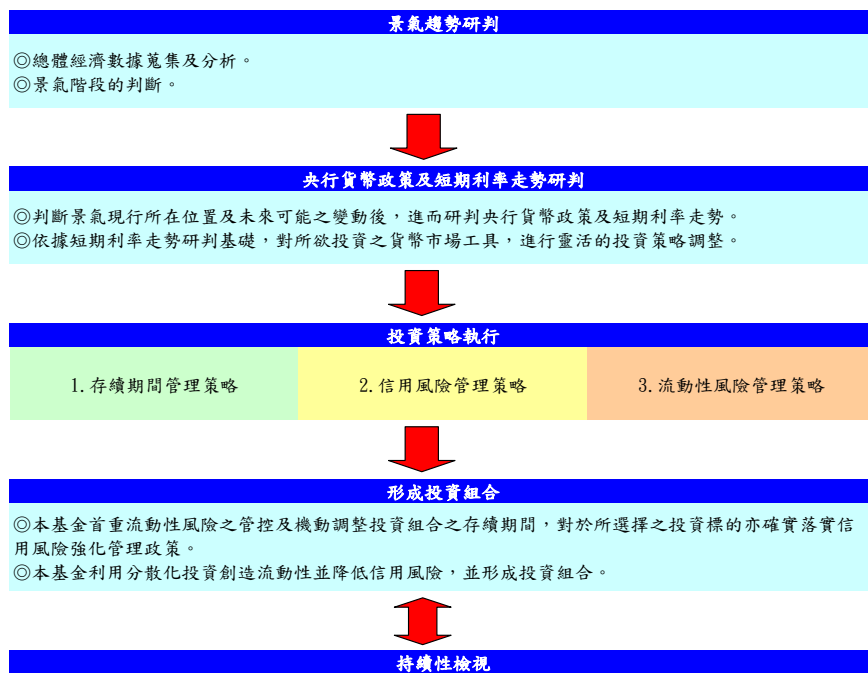 景氣趨勢研判
◎總體經濟數據蒐集及分析。
◎景氣階段的判斷。
央行貨幣政策及短期利率走勢研判
◎判斷景氣現行所在位置及未來可能之變動後，進而研判央行貨幣政策及短期利率走勢。
◎依據短期利率走勢研判基礎，對所欲投資之貨幣市場工具，進行靈活的投資策略調整。
投資策略執行
1.存續期間管理策略
2.信用風險管理策略
3.流動性風險管理策略
形成投資組合
◎本基金首重流動性風險之管控及機動調整投資組合之存續期間，對於所選擇之投資標的亦確實落實信
用風險強化管理政策。
◎本基金利用分散化投資創造流動性並降低信用風險，並形成投資組合。
持續性檢視